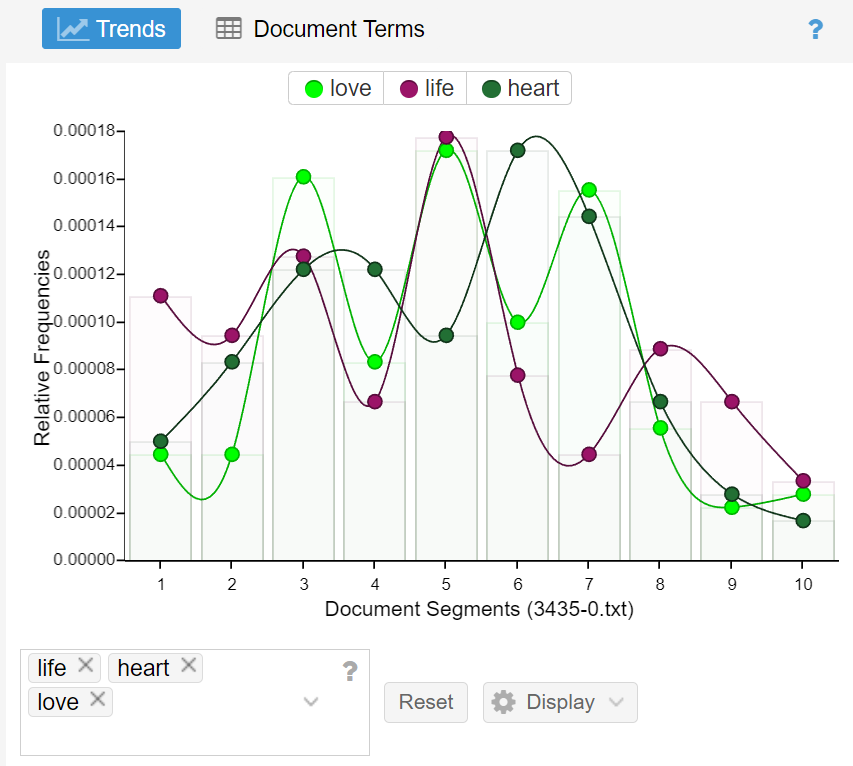 Trends Document Terms ?
love life heart
0.00018
0.00016
0.00014
0.00012
0.00010
0.00008
0.00006
0.00004
0.00002
0.00000
Relative Frequencies
1 2 3 4 5 6 7 8 9 10
Document Segments (3435-0.txt)
life × heart × ?
love ×
Reset Display